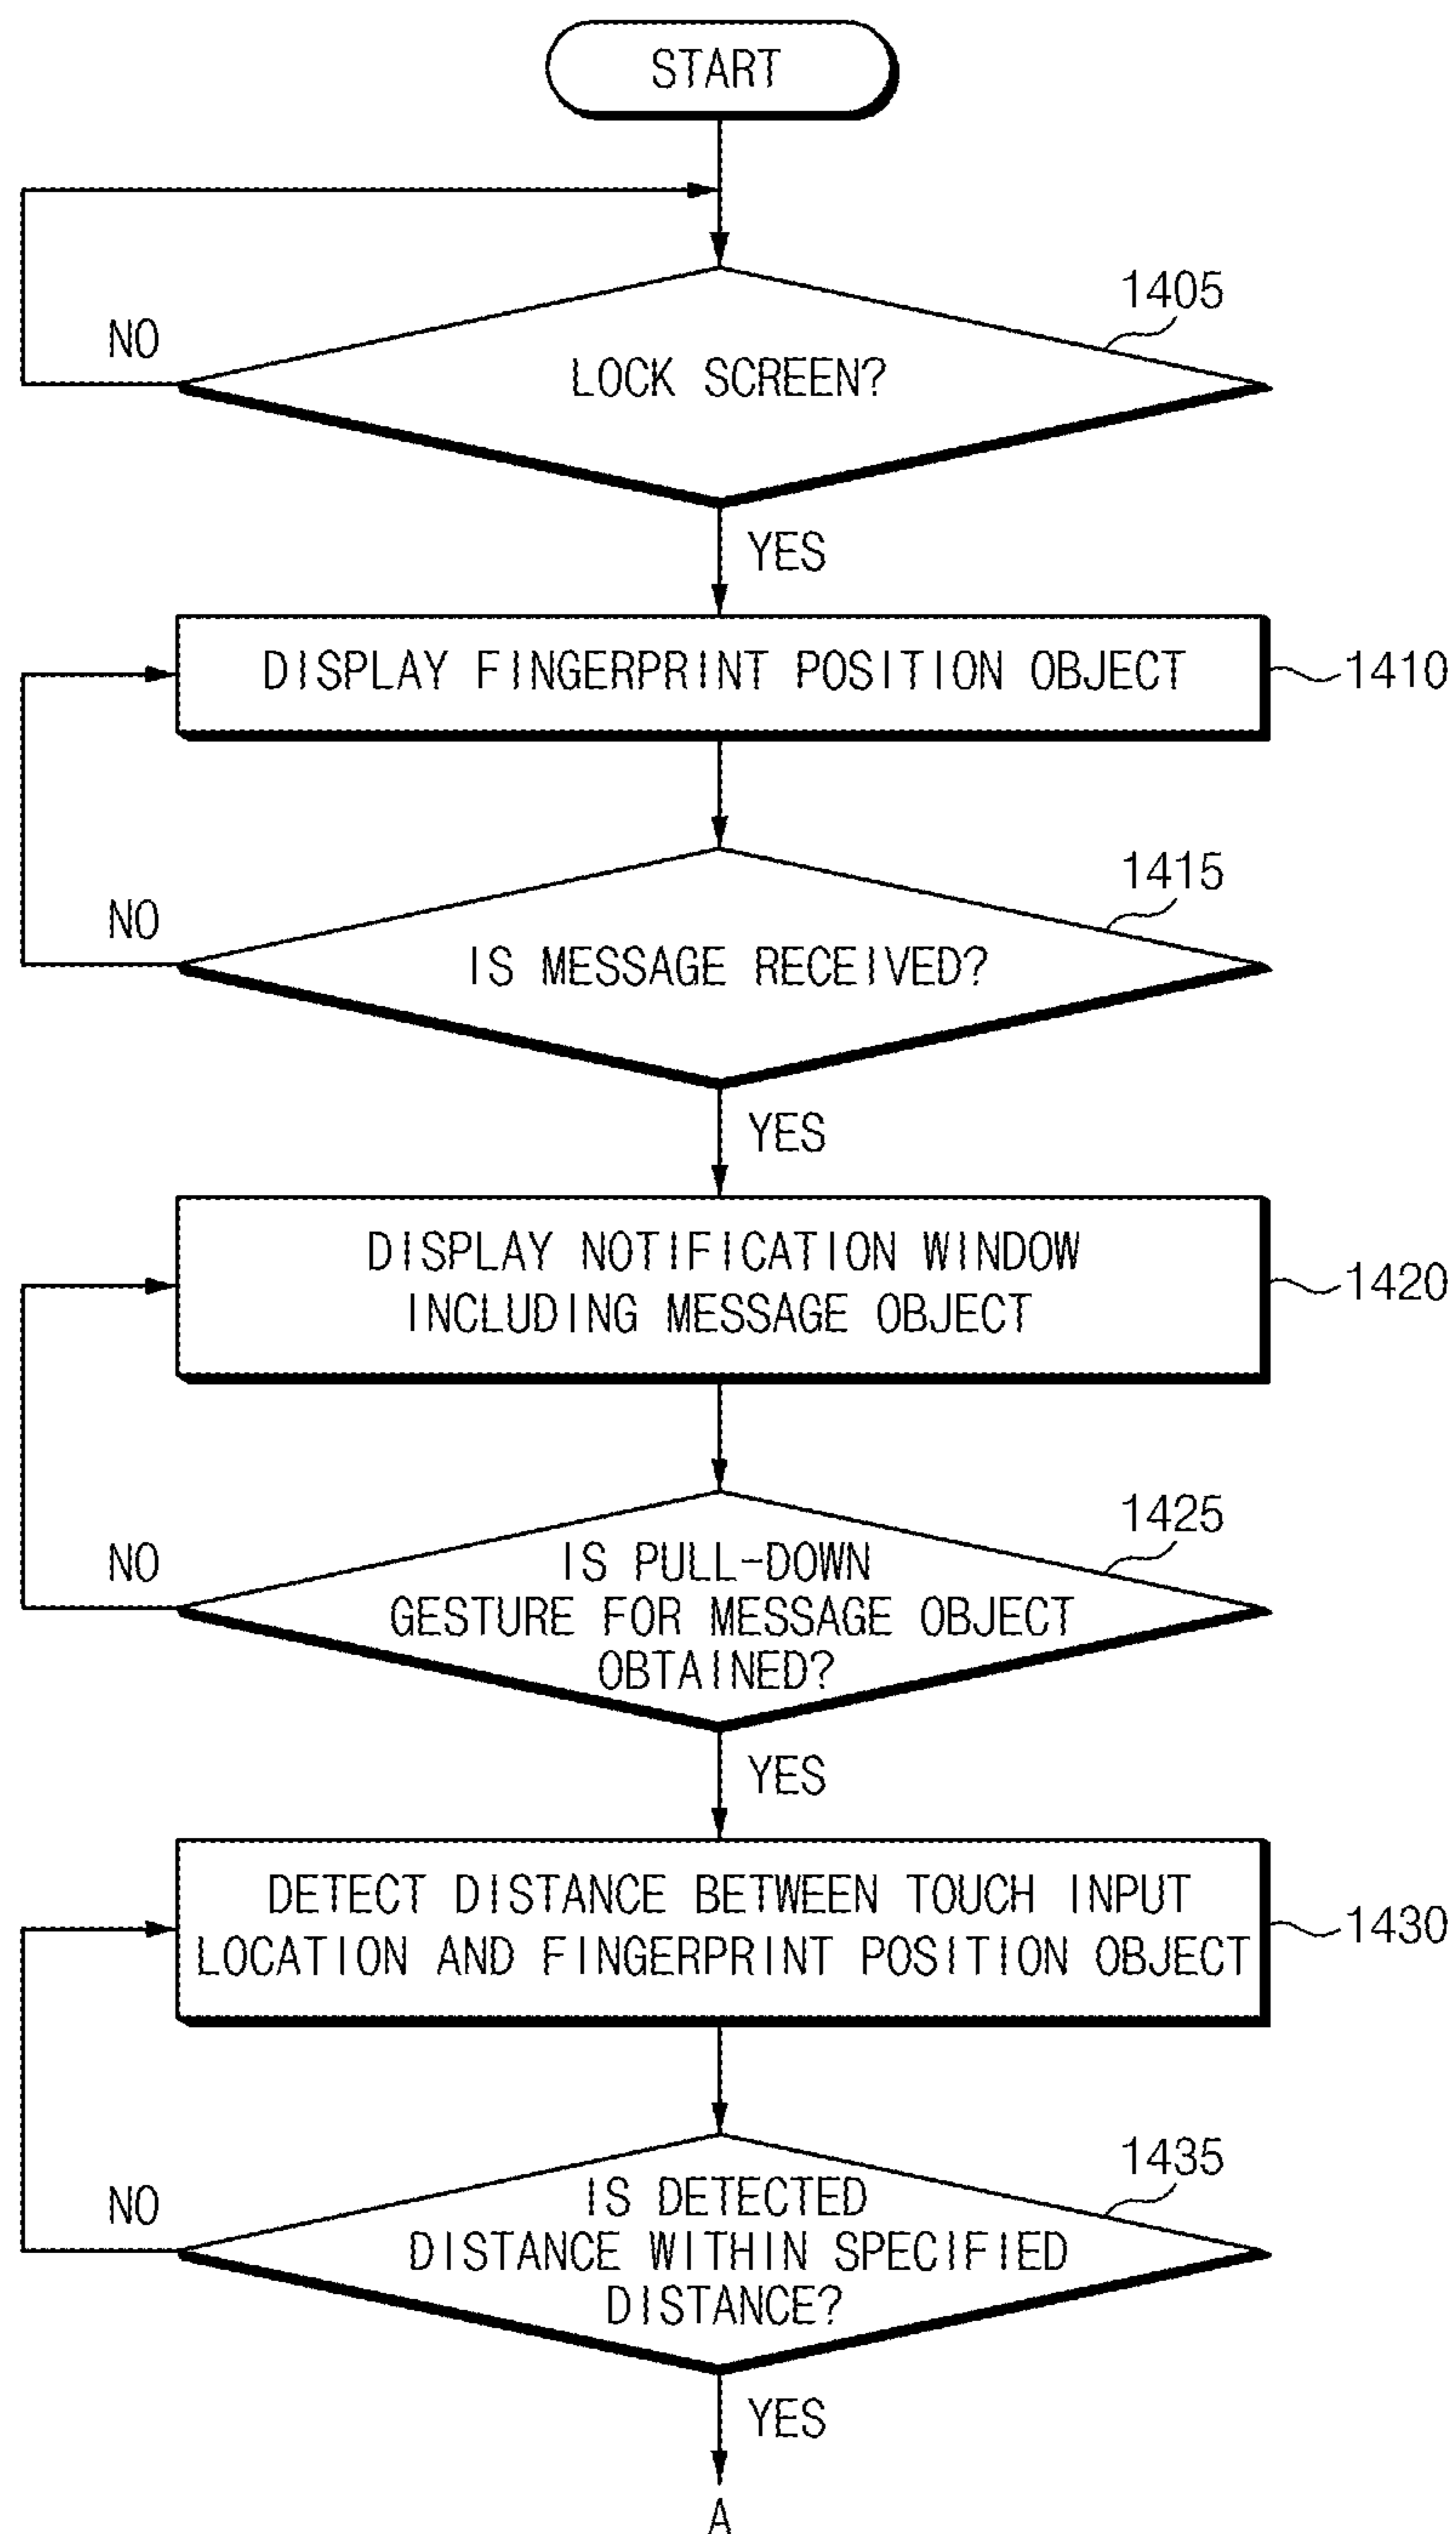 START
1405
NO
LOCK SCREEN?
YES
DISPLAY FINGERPRINT POSITION OBJECT
1410
1415
NO
IS MESSAGE RECEIVED?
YES
DISPLAY NOTIFICATION WINDOW
INCLUDING MESSAGE OBJECT
1420
1425
NO
IS PULL-DOWN
GESTURE FOR MESSAGE OBJECT
OBTAINED?
YES
DETECT DISTANCE BETWEEN TOUCH INPUT
LOCATION AND FINGERPRINT POSITION OBJECT
1430
1435
NO
IS DETECTED
DISTANCE WITHIN SPECIFIED
DISTANCE?
YES
A